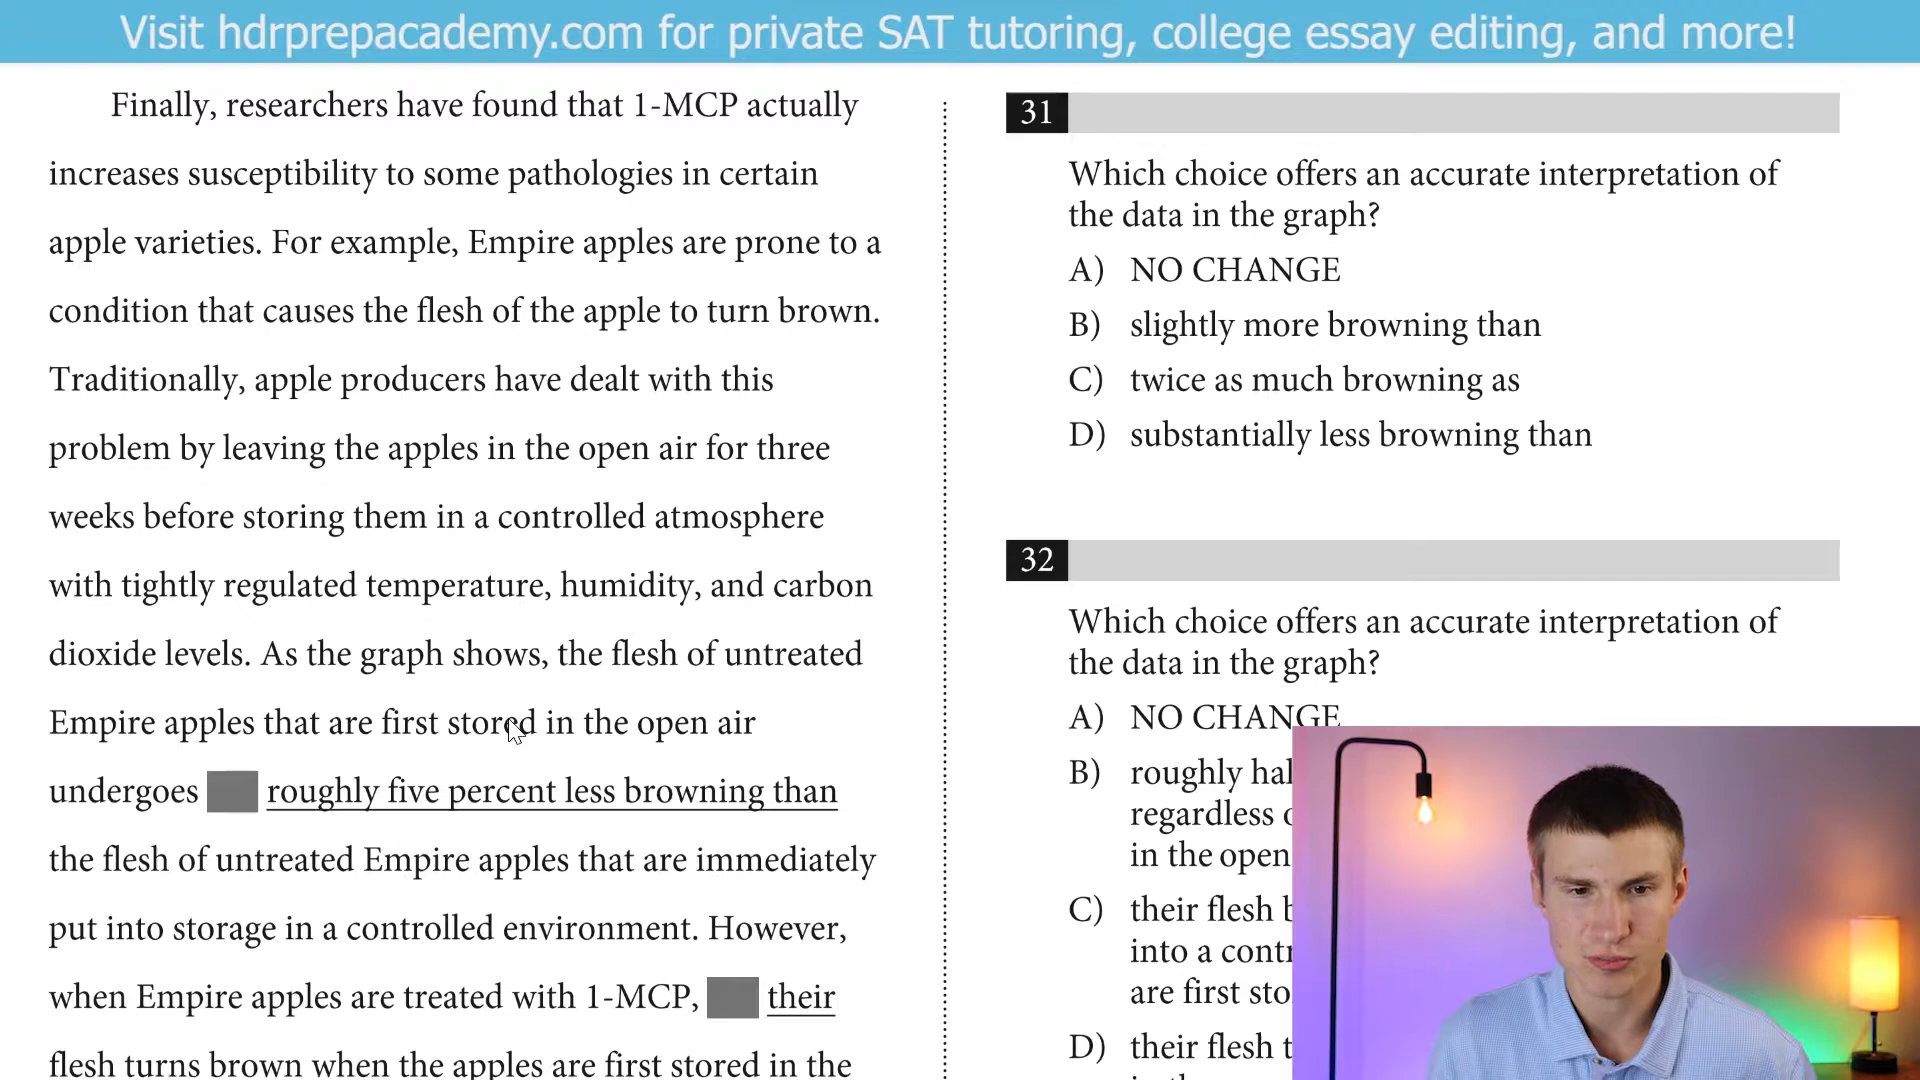 Visit hdrprepacademy.com for private SAT tutoring, college essay editing, and more!
Finally, researchers have found that 1-MCP actually
increases susceptibility to some pathologies in certain
apple varieties. For example, Empire apples are prone to a
condition that causes the flesh of the apple to turn brown.
Traditionally, apple producers have dealt with this
problem by leaving the apples in the open air for three
weeks before storing them in a controlled atmosphere
with tightly regulated temperature, humidity, and carbon
dioxide levels. As the graph shows, the flesh of untreated
Empire apples that are first stored in the open air
undergoes roughly five percent less browning than
the flesh of untreated Empire apples that are immediately
put into storage in a controlled environment. However,
when Empire apples are treated with 1-MCP, their
flesh turns brown when the apples are first stored in the
31
Which choice offers an accurate interpretation of
the data in the graph?
A) NO CHANGE
B) slightly more browning than
C) twice as much browning as
D) substantially less browning than
32
Which choice offers an accurate interpretation of
the data in the graph?
A) NO CHANGE
B) roughly
regardless
in the open
C) their flesh
into a
are first
D) their flesh